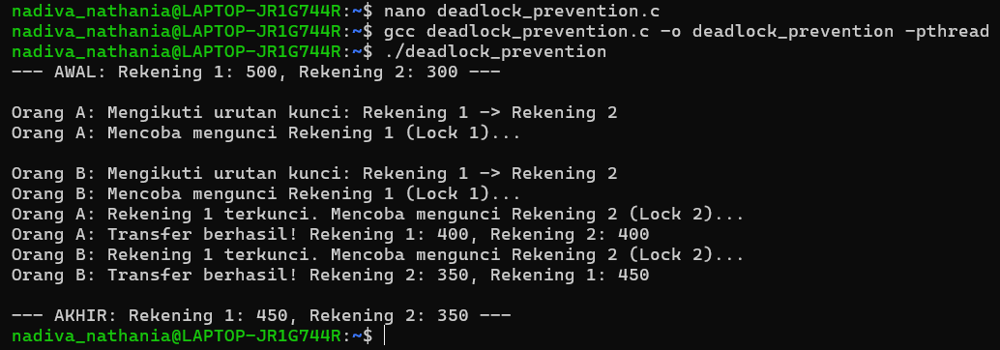 nadiva_nathania@LAPTOP-JR1G744R:~$ nano deadlock_prevention.c
nadiva_nathania@LAPTOP-JR1G744R:~$ gcc deadlock_prevention.c -o deadlock_prevention -pthread
nadiva_nathania@LAPTOP-JR1G744R:~$ ./deadlock_prevention
--- AWAL: Rekening 1: 500, Rekening 2: 300 ---
Orang A: Mengikuti urutan kunci: Rekening 1 -> Rekening 2
Orang A: Mencoba mengunci Rekening 1 (Lock 1)...
Orang B: Mengikuti urutan kunci: Rekening 1 -> Rekening 2
Orang B: Mencoba mengunci Rekening 1 (Lock 1)...
Orang A: Rekening 1 terkunci. Mencoba mengunci Rekening 2 (Lock 2)...
Orang A: Transfer berhasil! Rekening 1: 400, Rekening 2: 400
Orang B: Rekening 1 terkunci. Mencoba mengunci Rekening 2 (Lock 2)...
Orang B: Transfer berhasil! Rekening 2: 350, Rekening 1: 450
--- AKHIR: Rekening 1: 450, Rekening 2: 350 ---
nadiva_nathania@LAPTOP-JR1G744R:~$